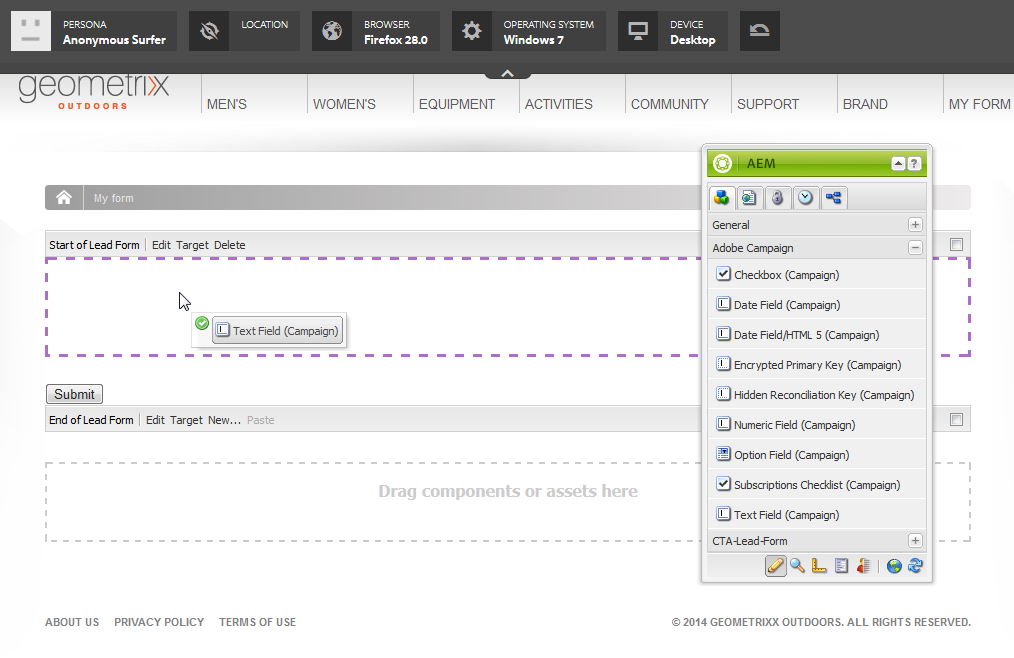 PERSONA
Anonymous Surfer
LOCATION
BROWSER
Firefox 28.0
OPERATING SYSTEM
Windows 7
DEVICE
Desktop
geometrixx
OUTDOORS
MEN'S
WOMEN'S
EQUIPMENT
ACTIVITIES
COMMUNITY
SUPPORT
BRAND
MY FORM
My form
Start of Lead Form Edit Target Delete
Text Field (Campaign)
Submit
End of Lead Form Edit Target New... Paste
Drag components or assets here
AEM ?
General
Adobe Campaign
Checkbox (Campaign)
Date Field (Campaign)
Date Field/HTML 5 (Campaign)
Encrypted Primary Key (Campaign)
Hidden Reconciliation Key (Campaign)
Numeric Field (Campaign)
Option Field (Campaign)
Subscriptions Checklist (Campaign)
Text Field (Campaign)
CTA-Lead-Form
ABOUT US PRIVACY POLICY TERMS OF USE
© 2014 GEOMETRIXX OUTDOORS. ALL RIGHTS RESERVED.